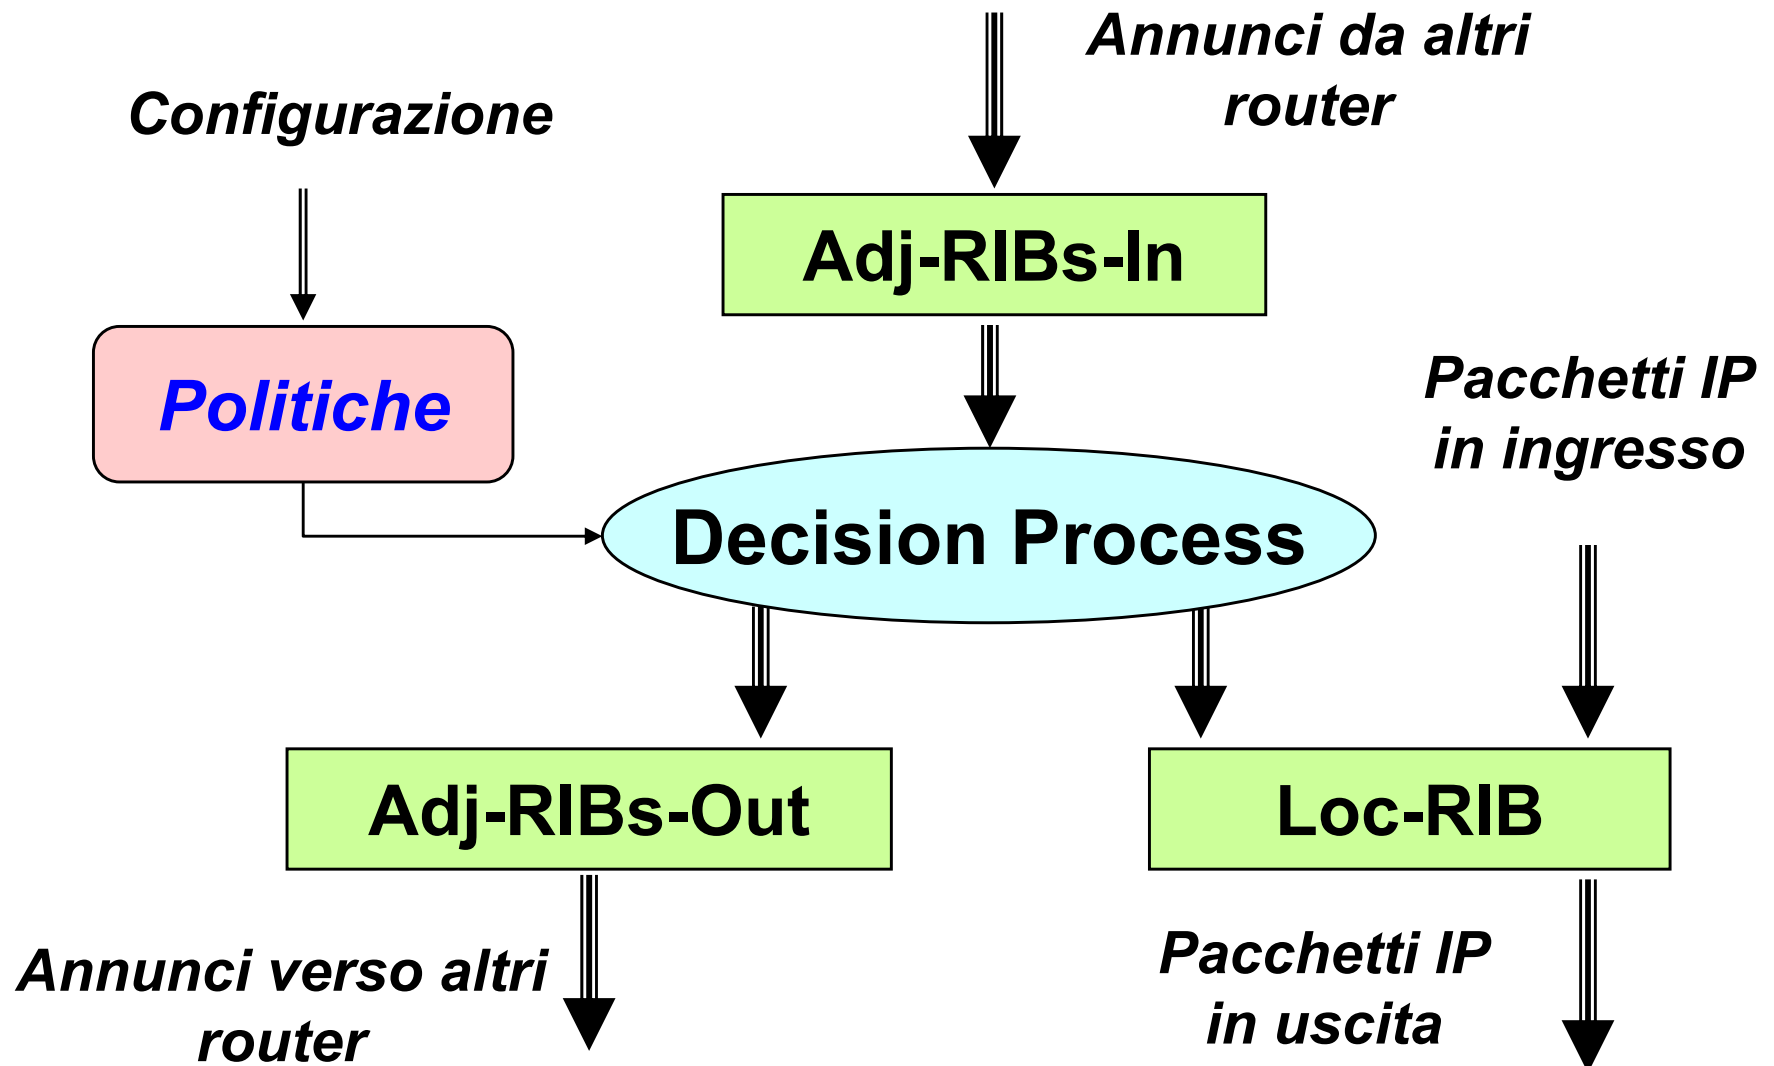 Annunci da altri
router
Configurazione
Adj-RIBs-In
Politiche
Pacchetti IP
in ingresso
Decision Process
Adj-RIBs-Out
Loc-RIB
Annunci verso altri
router
Pacchetti IP
in uscita